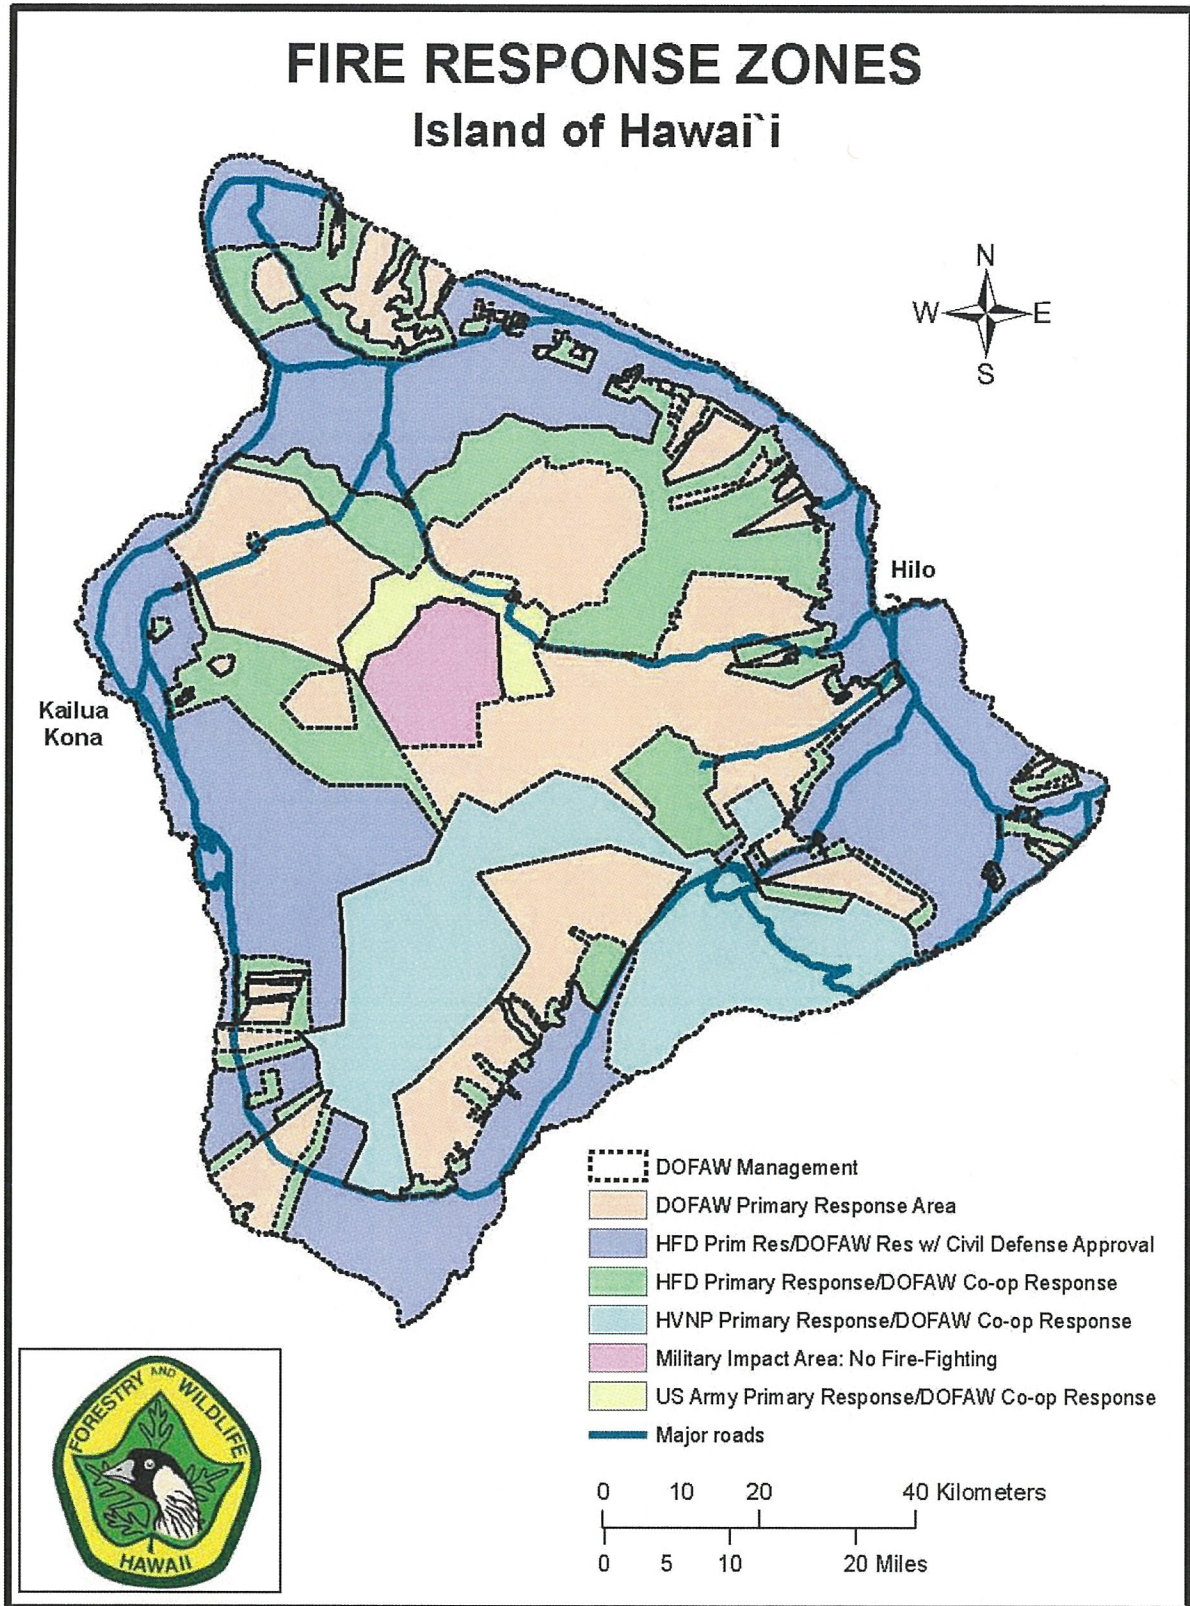 FIRE RESPONSE ZONES
Island of Hawai`i
N
W E
S
Hilo
Kailua
Kona
DOFAW Management
DOFAW Primary Response Area
HFD Prim Res/DOFAW Res w/ Civil Defense Approval
HFD Primary Response/DOFAW Co-op Response
HVNP Primary Response/DOFAW Co-op Response
Military Impact Area: No Fire-Fighting
US Army Primary Response/DOFAW Co-op Response
Major roads
0 10 20 40 Kilometers
0 5 10 20 Miles
FORESTRY AND WILDLIFE
HAWAII